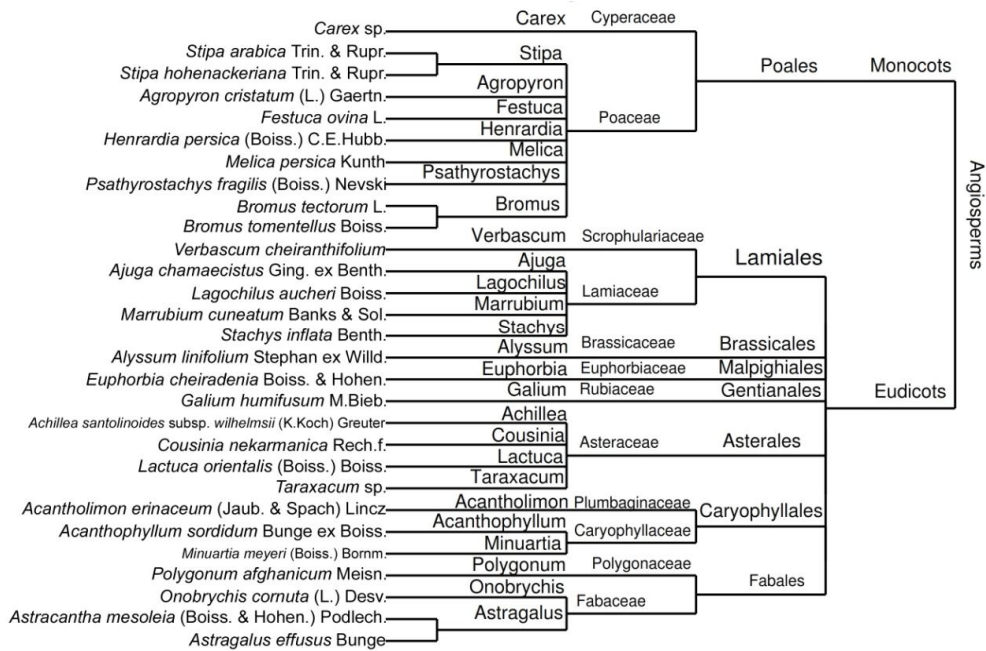 Carex sp. Carex Cyperaceae
Stipa arabica Trin. & Rupr. Stipa
Stipa hohenackeriana Trin. & Rupr. Poales Monocots
Agropyron cristatum (L.) Gaertn. Agropyron
Festuca ovina L. Festuca Poaceae
Henrardia persica (Boiss.) C.E.Hubb. Henrardia
Melica persica Kunth Melica
Psathyrostachys fragilis (Boiss.) Nevski Psathyrostachys
Bromus tectorum L. Bromus
Bromus tomentellus Boiss.
Angiosperms
Verbascum cheiranthifolium Verbascum Scrophulariaceae
Ajuga chamaecistus Ging. ex Benth. Ajuga Lamiales
Lagochilus aucheri Boiss. Lagochilus Lamiaceae
Marrubium cuneatum Banks & Sol. Marrubium
Stachys inflata Benth. Stachys
Alyssum linifolium Stephan ex Willd. Alyssum Brassicaceae Brassicales
Euphorbia cheiradenia Boiss. & Hohen. Euphorbia Euphorbiaceae Malpighiales
Galium humifusum M.Bieb. Galium Rubiaceae Gentianales Eudicots
Achillea santolinoides subsp. wilhelmsii (K.Koch) Greuter Achillea
Cousinia nekarmanica Rech.f. Cousinia Asteraceae Asterales
Lactuca orientalis (Boiss.) Boiss. Lactuca
Taraxacum sp. Taraxacum
Acantholimon erinaceum (Jaub. & Spach) Lincz Acantholimon Plumbaginaceae Caryophyllales
Acanthophyllum sordidum Bunge ex Boiss. Acanthophyllum Caryophyllaceae
Minuartia meyeri (Boiss.) Bornm. Minuartia
Polygonum afghanicum Meisn. Polygonum Polygonaceae Fabales
Onobrychis cornuta (L.) Desv. Onobrychis Fabaceae
Astracantha mesoleia (Boiss. & Hohen.) Podlech. Astragalus
Astragalus effusus Bunge